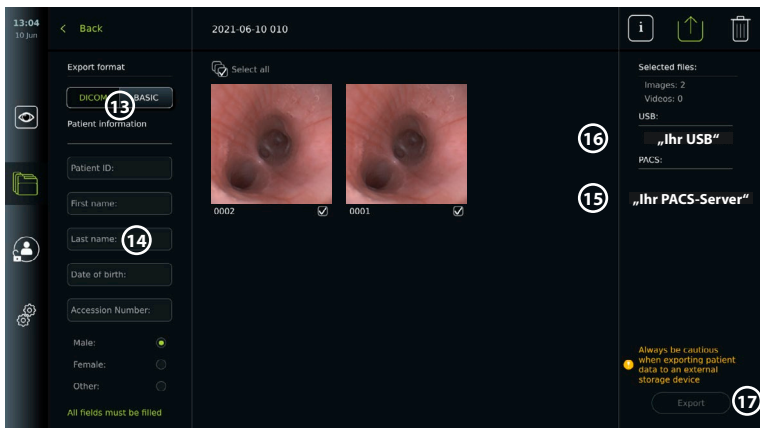 13:04
10 Jun
Back
2021-06-10 010
i
Export format
DICOM
BASIC
13
Patient information
Patient ID:
First name:
Last name:
14
Date of birth:
Accession Number:
Male:
Female:
Other:
All fields must be filled
Select all
0002
0001
Selected files:
Images: 2
Videos: 0
USB:
16
„Ihr USB“
PACS:
15
„Ihr PACS-Server“
Always be cautious
when exporting patient
data to an external
storage device
Export
17